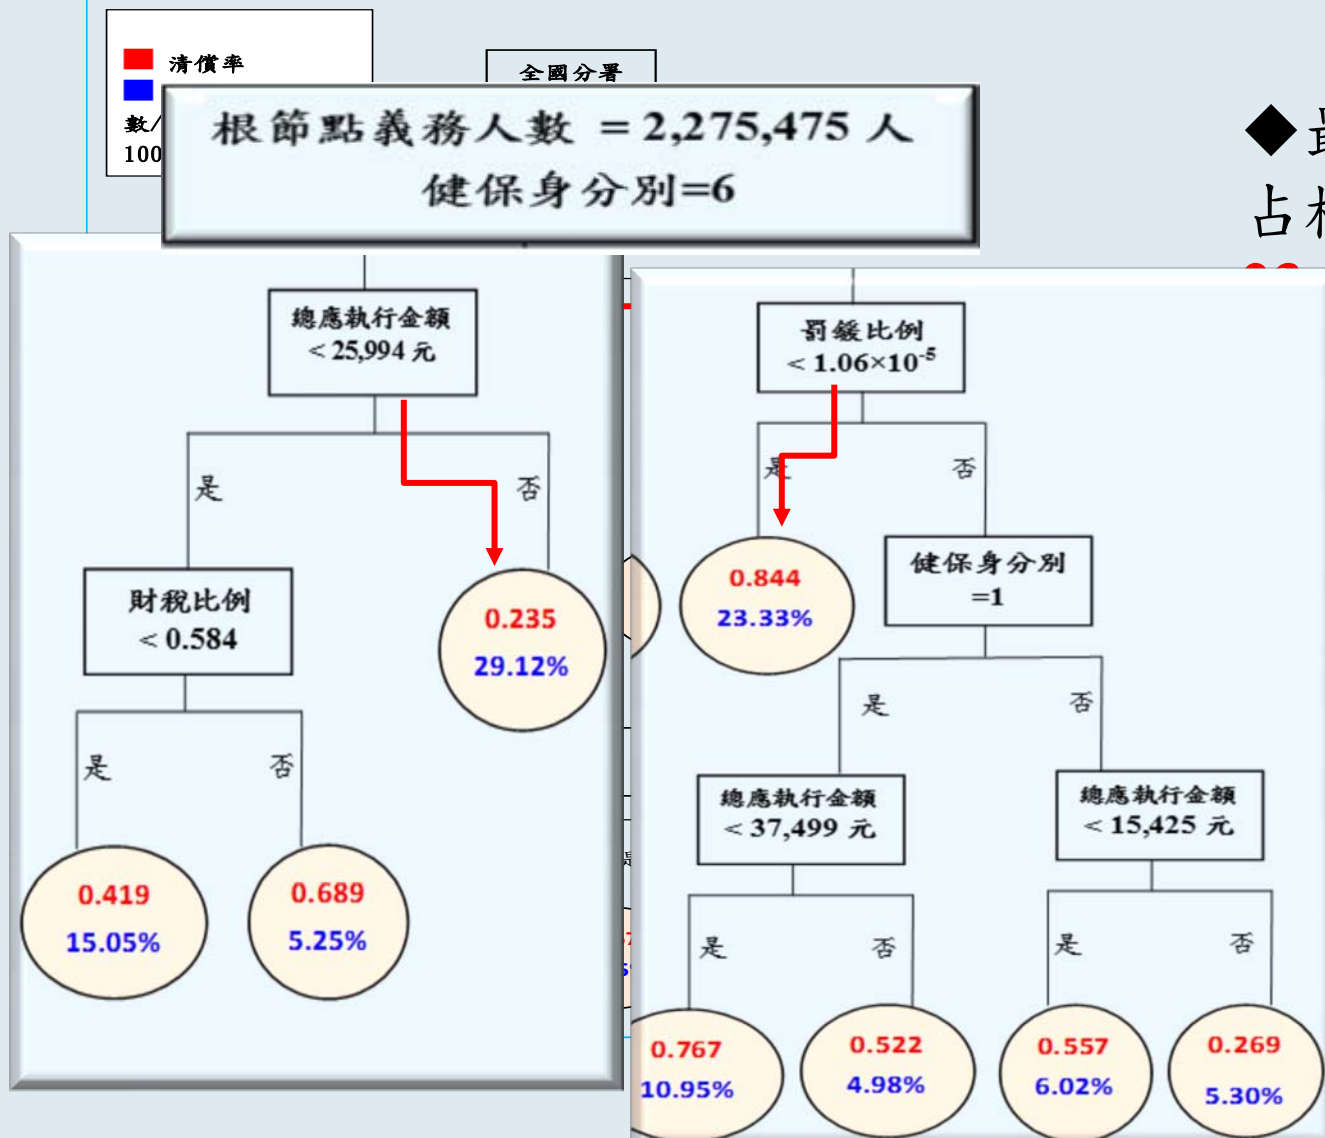 清償率
全國分署
數/
100
根節點義務人數 = 2,275,475 人
健保身分別=6
◆最
占
總應執行金額
< 25,994 元
是
否
財稅比例
< 0.584
0.235
29.12%
是
否
0.419
15.05%
0.689
5.25%
罰鍰比例
< 1.06×10⁻⁵
是
否
0.844
23.33%
健保身分別
=1
是
否
總應執行金額
< 37,499 元
總應執行金額
< 15,425 元
是
否
是
否
0.767
10.95%
0.522
4.98%
0.557
6.02%
0.269
5.30%